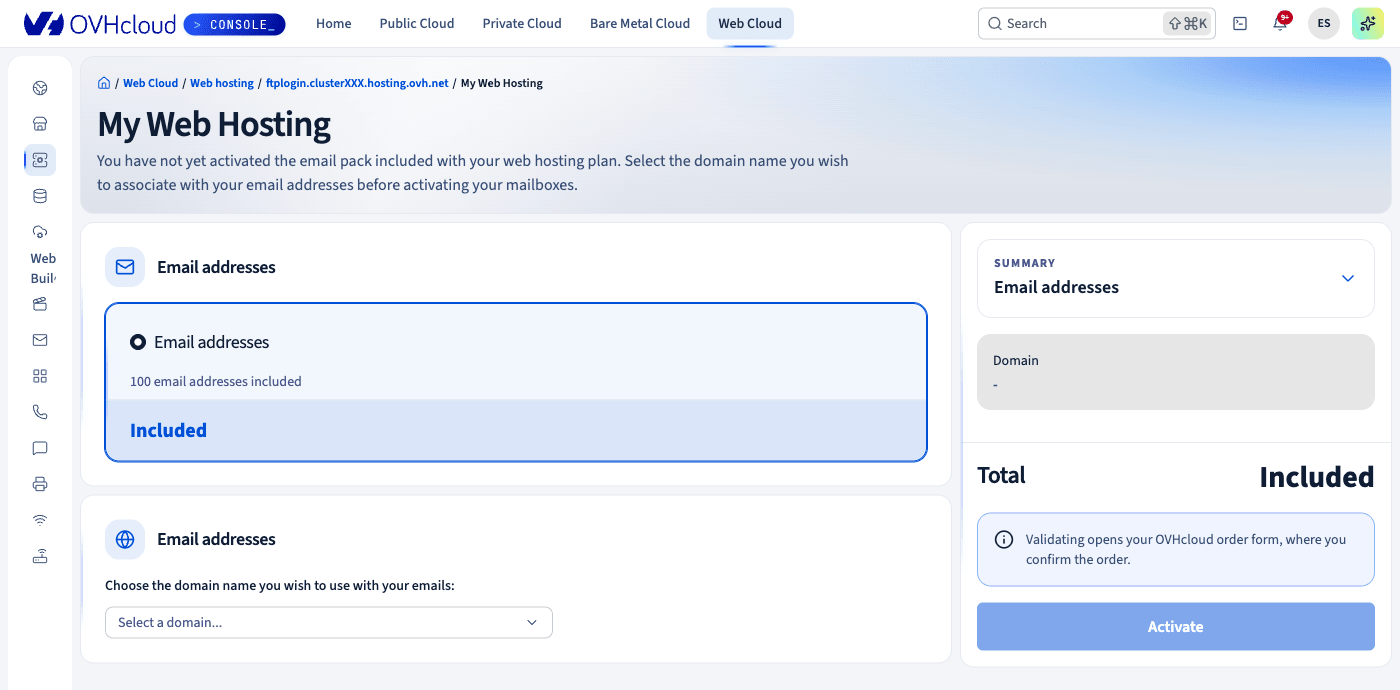 OVHcloud > CONSOLE_
Home
Public Cloud
Private Cloud
Bare Metal Cloud
Web Cloud
Search
⇧⌘K
9+
ES
/ Web Cloud / Web hosting / ftplogin.clusterXXX.hosting.ovh.net / My Web Hosting
My Web Hosting
You have not yet activated the email pack included with your web hosting plan. Select the domain name you wish
to associate with your email addresses before activating your mailboxes.
Web
Buil
Email addresses
Email addresses
100 email addresses included
Included
Email addresses
Choose the domain name you wish to use with your emails:
Select a domain...
SUMMARY
Email addresses
Domain
-
Total
Included
Validating opens your OVHcloud order form, where you
confirm the order.
Activate